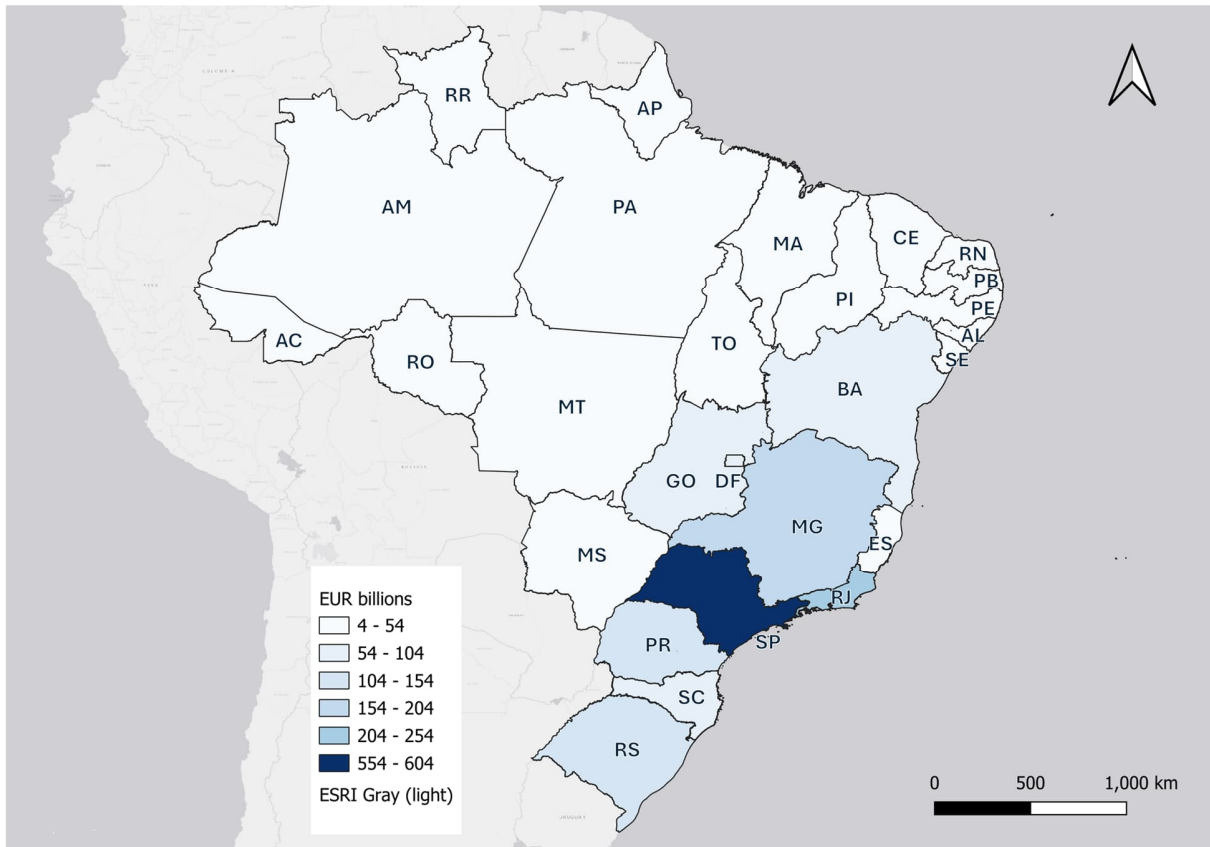 RR
AP
AM
PA
MA
CE
RN
PB
PI
PE
AC
TO
AL
RO
SE
BA
MT
GO
DF
MG
ES
MS
RJ
SP
PR
SC
RS
EUR billions
4 - 54
54 - 104
104 - 154
154 - 204
204 - 254
554 - 604
ESRI Gray (light)
0 500 1,000 km
URUGUAY